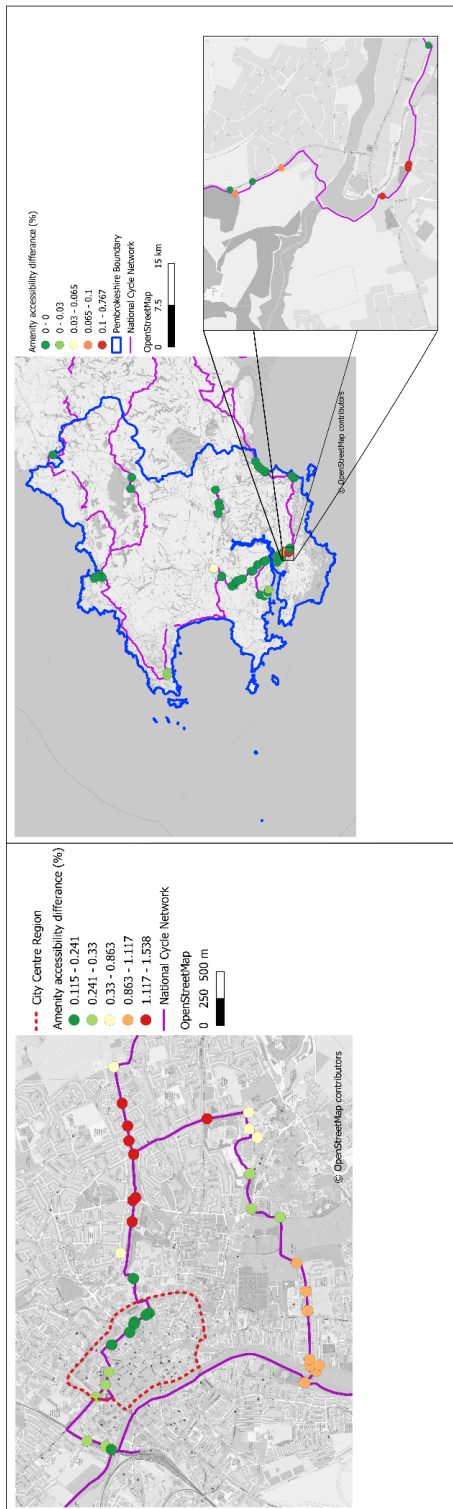 City Centre Region
Amenity accessibility differance (%)
0.115 - 0.241
0.241 - 0.33
0.33 - 0.863
0.863 - 1.117
1.117 - 1.538
National Cycle Network
OpenStreetMap
0 250 500 m
© OpenStreetMap contributors
Amenity accessibility difference (%)
0 - 0
0 - 0.03
0.03 - 0.065
0.065 - 0.1
0.1 - 0.767
Pembrokeshire Boundary
National Cycle Network
OpenStreetMap
0 7.5 15 km
© OpenStreetMap contributors